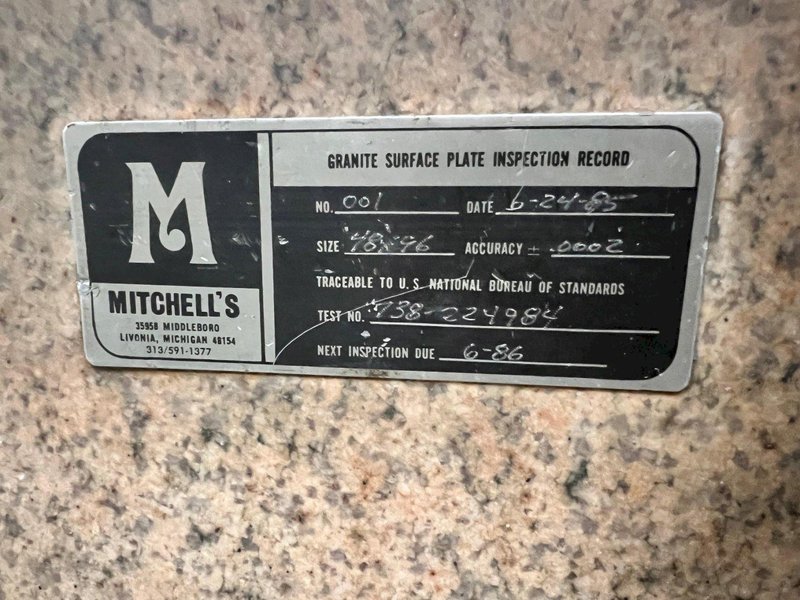 M
MITCHELL'S
35958 MIDDLEBORO
LIVONIA, MICHIGAN 48154
313/591-1377
GRANITE SURFACE PLATE INSPECTION RECORD
NO. 001 DATE 6-24-85
SIZE 48x96 ACCURACY ± .0002
TRACEABLE TO U.S. NATIONAL BUREAU OF STANDARDS
TEST NO. 738-224984
NEXT INSPECTION DUE 6-86